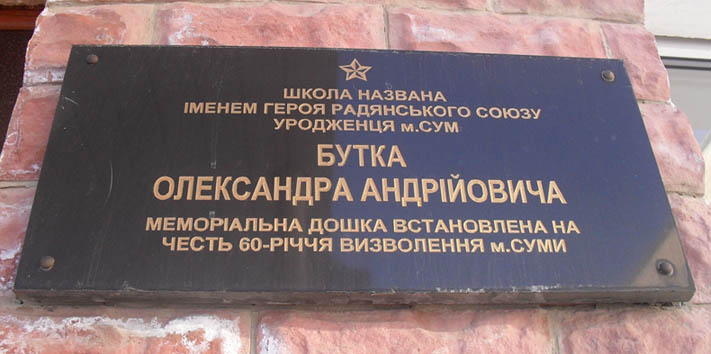 ШКОЛА НАЗВАНА
ІМЕНЕМ ГЕРОЯ РАДЯНСЬКОГО СОЮЗУ
УРОДЖЕНЦЯ м.СУМ
БУТКА
ОЛЕКСАНДРА АНДРІЙОВИЧА
МЕМОРІАЛЬНА ДОШКА ВСТАНОВЛЕНА НА
ЧЕСТЬ 60-РІЧЧЯ ВИЗВОЛЕННЯ м.СУМИ